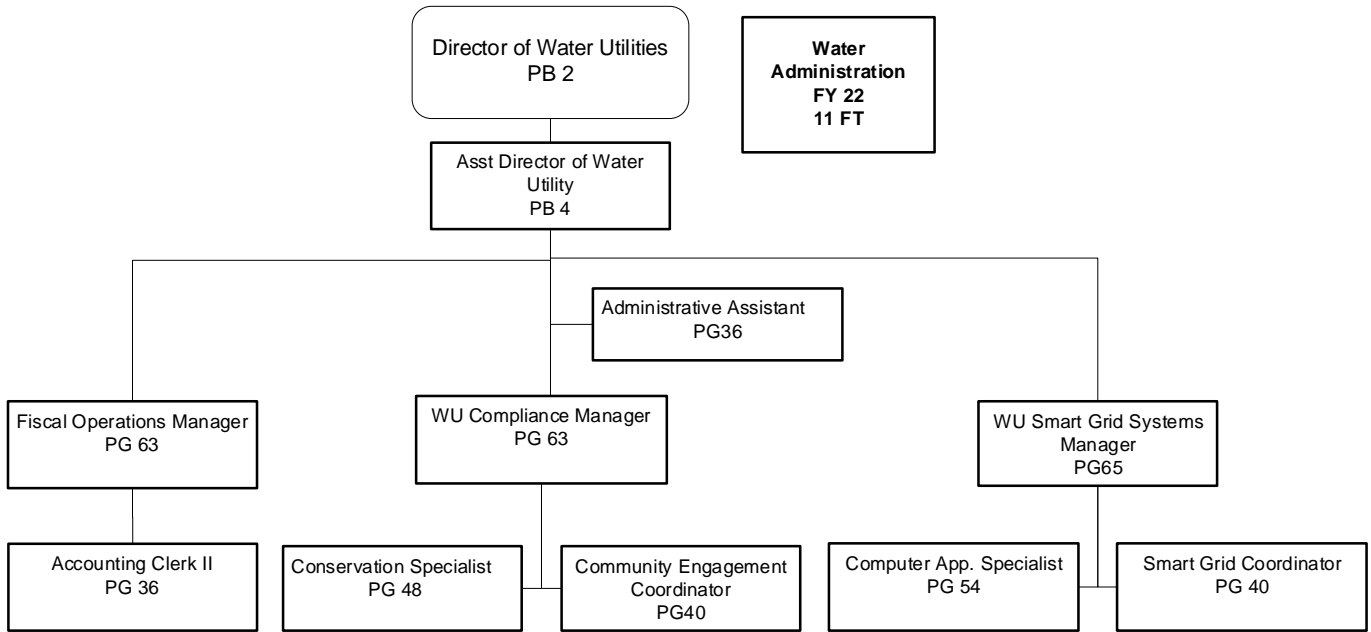 Director of Water Utilities
PB 2
Water
Administration
FY 22
11 FT
Asst Director of Water
Utility
PB 4
Administrative Assistant
PG36
Fiscal Operations Manager
PG 63
WU Compliance Manager
PG 63
WU Smart Grid Systems
Manager
PG65
Accounting Clerk II
PG 36
Conservation Specialist
PG 48
Community Engagement
Coordinator
PG40
Computer App. Specialist
PG 54
Smart Grid Coordinator
PG 40